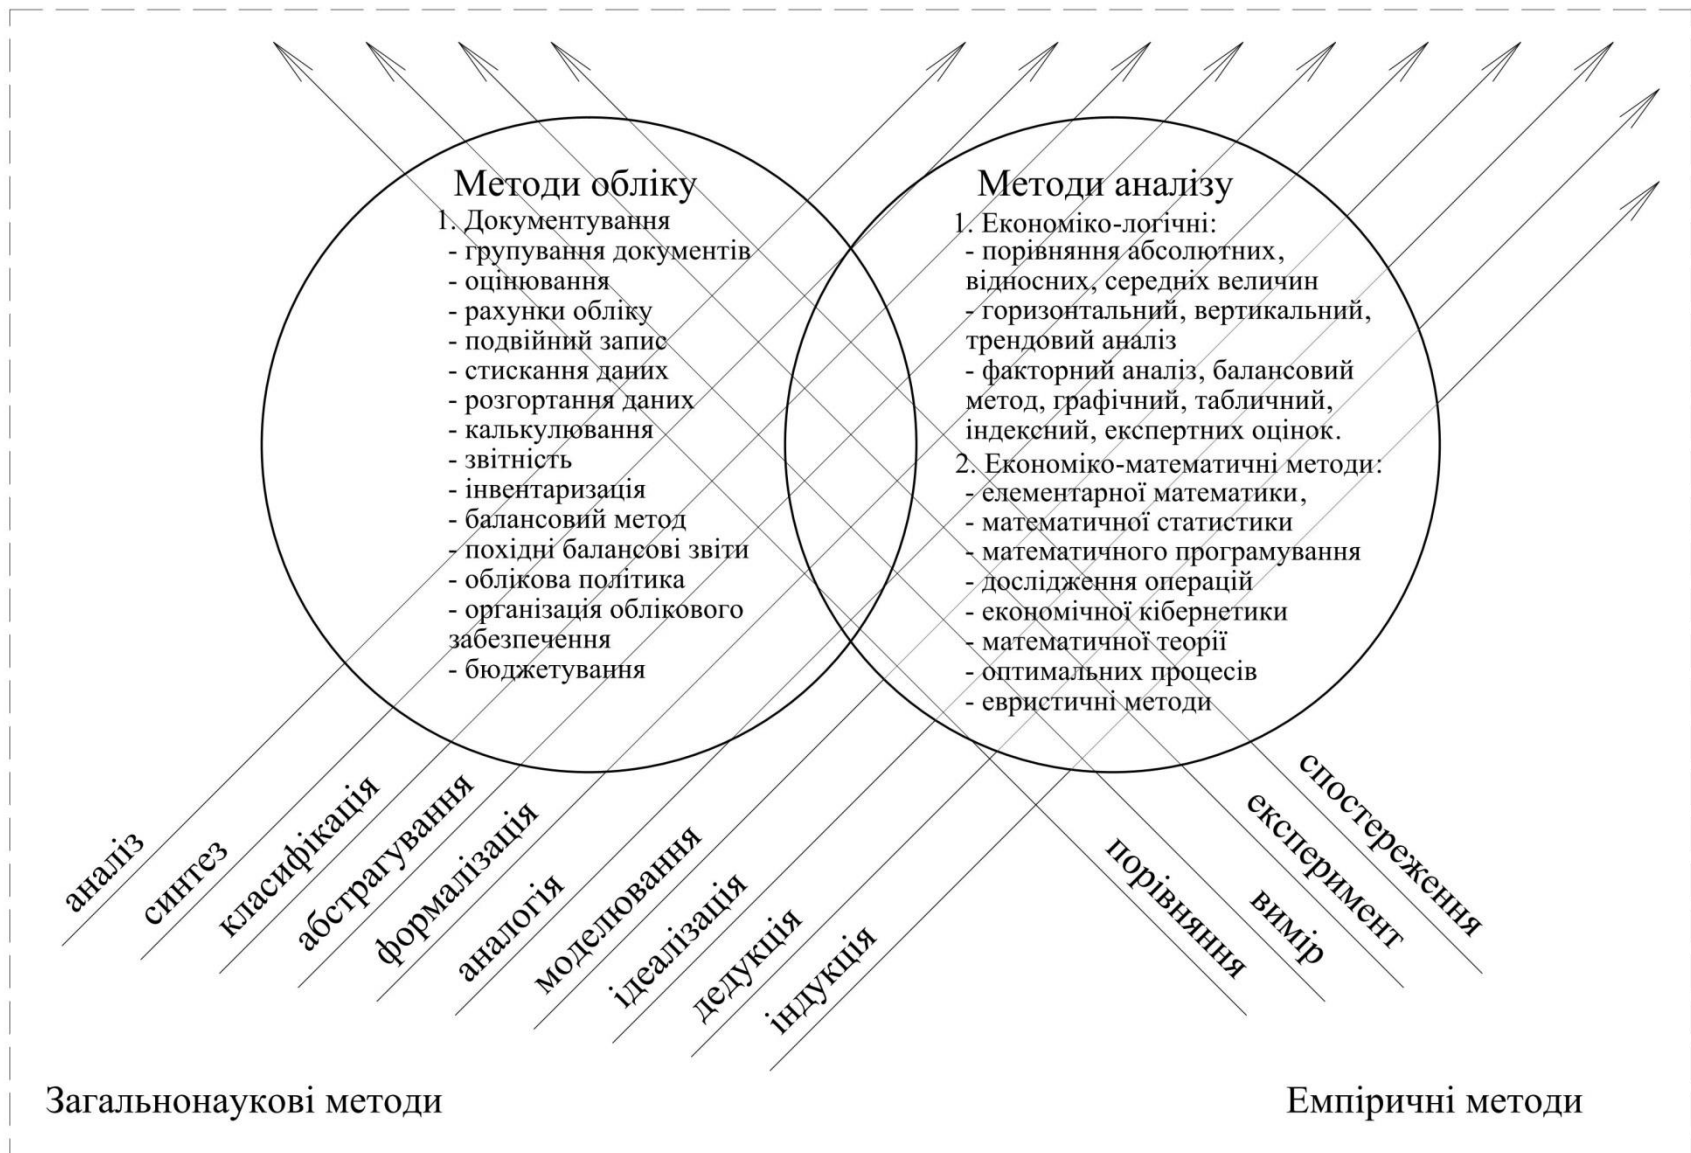 Методи обліку
1. Документування
- групування документів
- оцінювання
- рахунки обліку
- подвійний запис
- стискання даних
- розгортання даних
- калькулювання
- звітність
- інвентаризація
- балансовий метод
- похідні балансові звіти
- облікова політика
- організація облікового
забезпечення
- бюджетування
Методи аналізу
1. Економіко-логічні:
- порівняння абсолютних,
відносних, середніх величин
- горизонтальний, вертикальний,
трендовий аналіз
- факторний аналіз, балансовий
метод, графічний, табличний,
індексний, експертних оцінок.
2. Економіко-математичні методи:
- елементарної математики,
- математичної статистики
- математичного програмування
- дослідження операцій
- економічної кібернетики
- математичної теорії
- оптимальних процесів
- евристичні методи
аналіз
синтез
класифікація
абстрагування
формалізація
аналогія
моделювання
ідеалізація
дедукція
індукція
порівняння
вимір
експеримент
спостереження
Загальнонаукові методи
Емпіричні методи